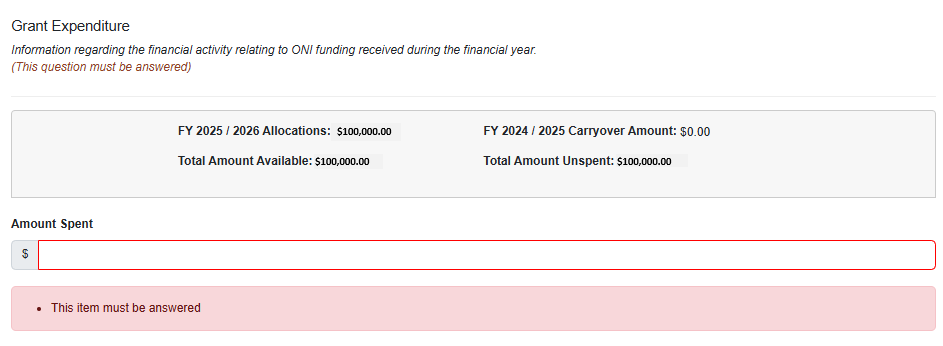 Grant Expenditure
Information regarding the financial activity relating to ONI funding received during the financial year.
(This question must be answered)
FY 2025 / 2026 Allocations: $100,000.00 FY 2024 / 2025 Carryover Amount: $0.00
Total Amount Available: $100,000.00 Total Amount Unspent: $100,000.00
Amount Spent
$
• This item must be answered